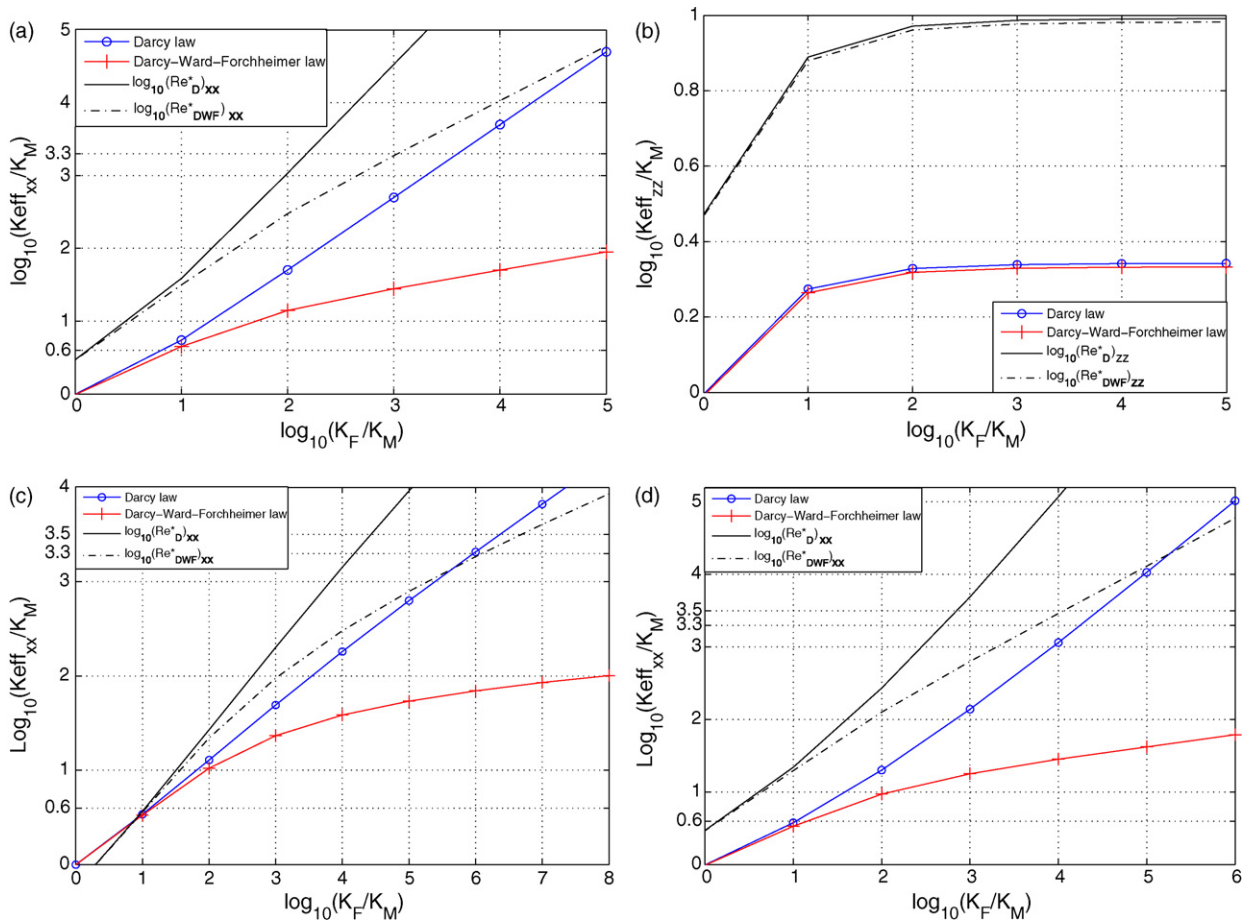 (a)
5
4
3.3
3
2
1
0.6
0
log10(Keffxx/KM)
Darcy law
Darcy-Ward-Forchheimer law
log10(Re*D)xx
log10(Re*DWF)xx
0 1 2 3 4 5
log10(KF/KM)
(b)
1
0.8
0.6
0.4
0.2
0
log10(Keffzz/KM)
Darcy law
Darcy-Ward-Forchheimer law
log10(Re*D)zz
log10(Re*DWF)zz
0 1 2 3 4 5
log10(KF/KM)
(c)
4
3.5
3.3
3
2
1
0.6
0
Log10(Keffxx/KM)
Darcy law
Darcy-Ward-Forchheimer law
log10(Re*D)xx
log10(Re*DWF)xx
0 1 2 3 4 5 6 7 8
log10(KF/KM)
(d)
5
4
3.5
3.3
3
2
1
0.6
0
Log10(Keffxx/KM)
Darcy law
Darcy-Ward-Forchheimer law
log10(Re*D)xx
log10(Re*DWF)xx
0 1 2 3 4 5 6
log10(KF/KM)